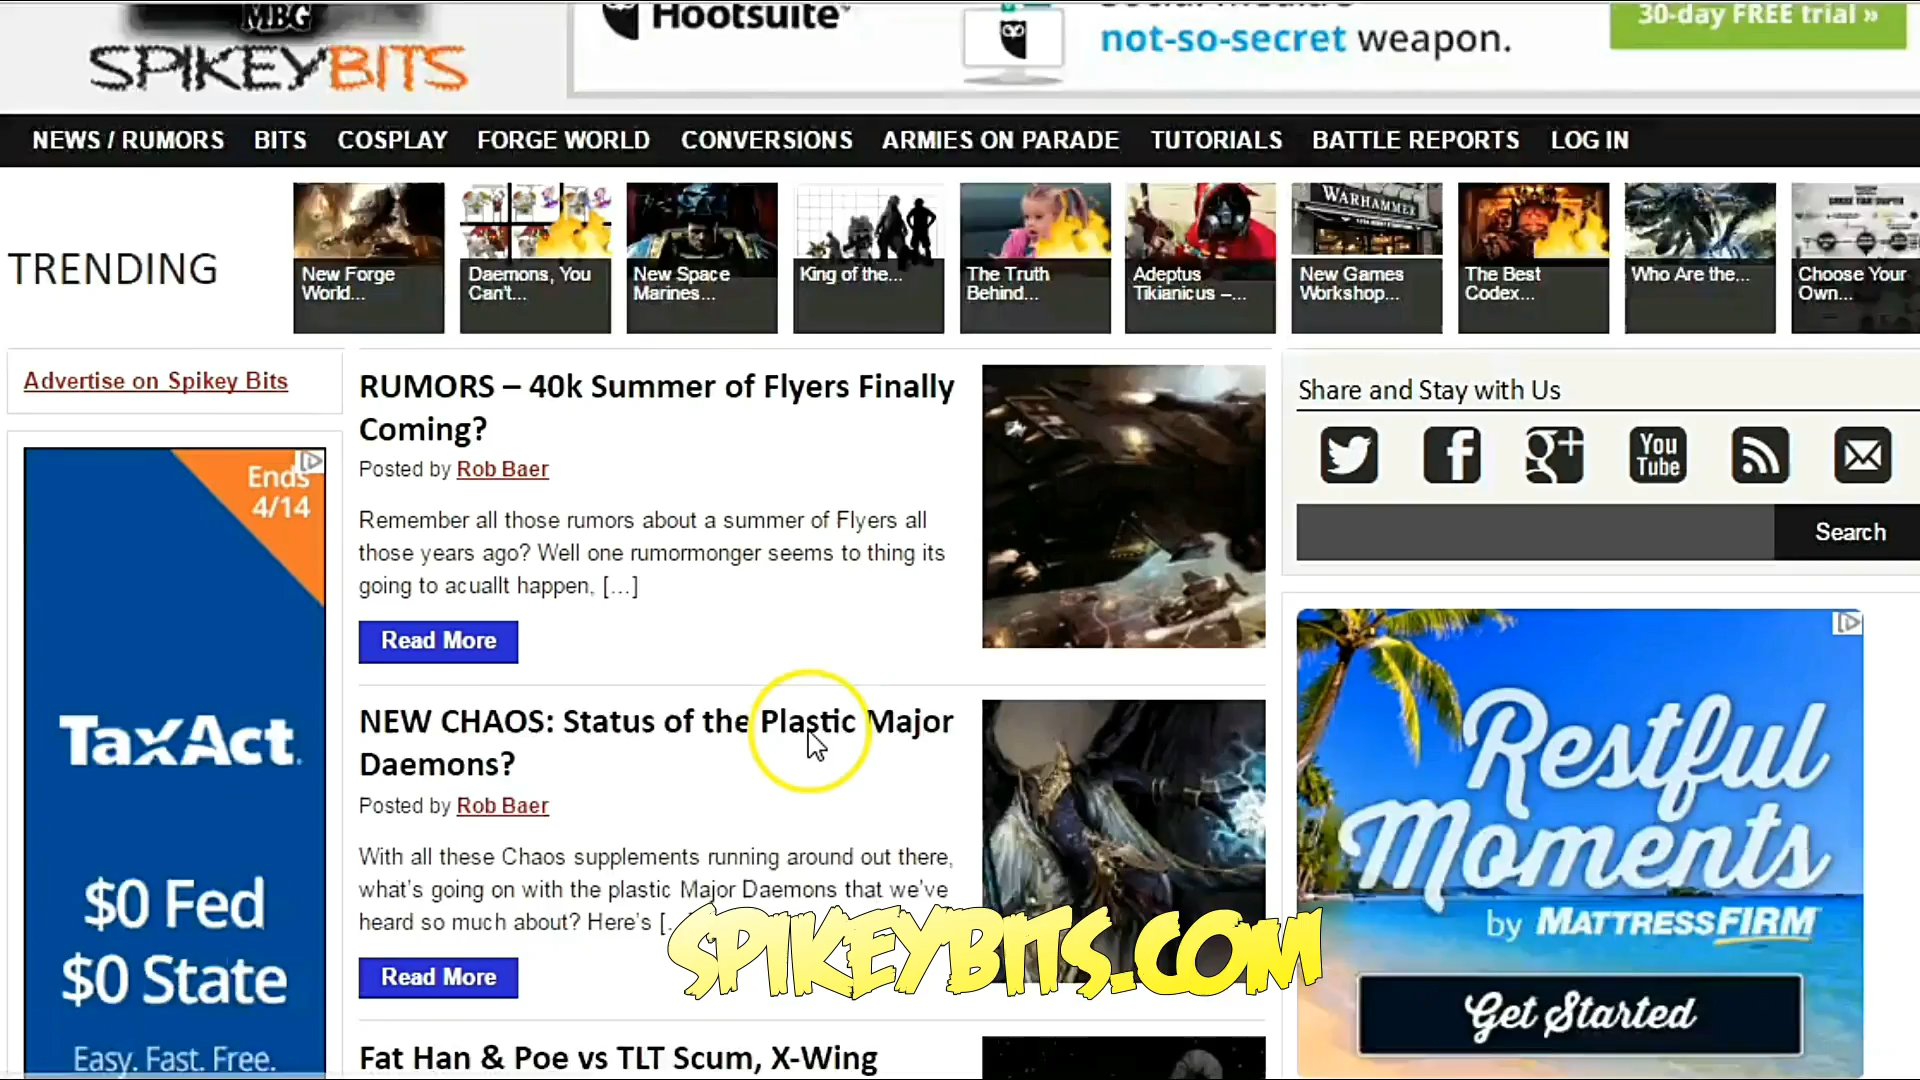 MBG
SPIKEYBITS
Hootsuite
not-so-secret weapon.
30-day FREE trial »
NEWS / RUMORS BITS COSPLAY FORGE WORLD CONVERSIONS ARMIES ON PARADE TUTORIALS BATTLE REPORTS LOG IN
TRENDING
New Forge
World...
Daemons, You
Can't...
New Space
Marines...
King of the...
The Truth
Behind...
Adeptus
Tikianicus –...
WARHAMMER
New Games
Workshop...
The Best
Codex...
Who Are the...
Choose Your
Own...
Advertise on Spikey Bits
Ends
4/14
TaxAct.
$0 Fed
$0 State
Easy. Fast. Free.
RUMORS – 40k Summer of Flyers Finally
Coming?
Posted by Rob Baer
Remember all those rumors about a summer of Flyers all
those years ago? Well one rumormonger seems to thing its
going to acuallt happen, [...]
Read More
NEW CHAOS: Status of the Plastic Major
Daemons?
Posted by Rob Baer
With all these Chaos supplements running around out there,
what's going on with the plastic Major Daemons that we've
heard so much about? Here's [
Read More
SPIKEYBITS.COM
Fat Han & Poe vs TLT Scum, X-Wing
Share and Stay with Us
g+
You
Tube
Search
Restful
Moments
by MATTRESSFIRM
Get Started